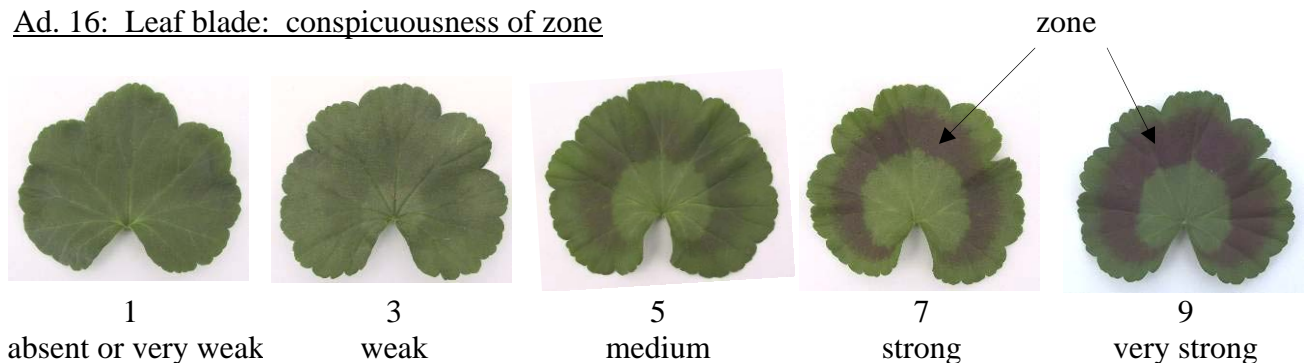 Ad. 16: Leaf blade: conspicuousness of zone
zone
1 3 5 7 9
absent or very weak weak medium strong very strong